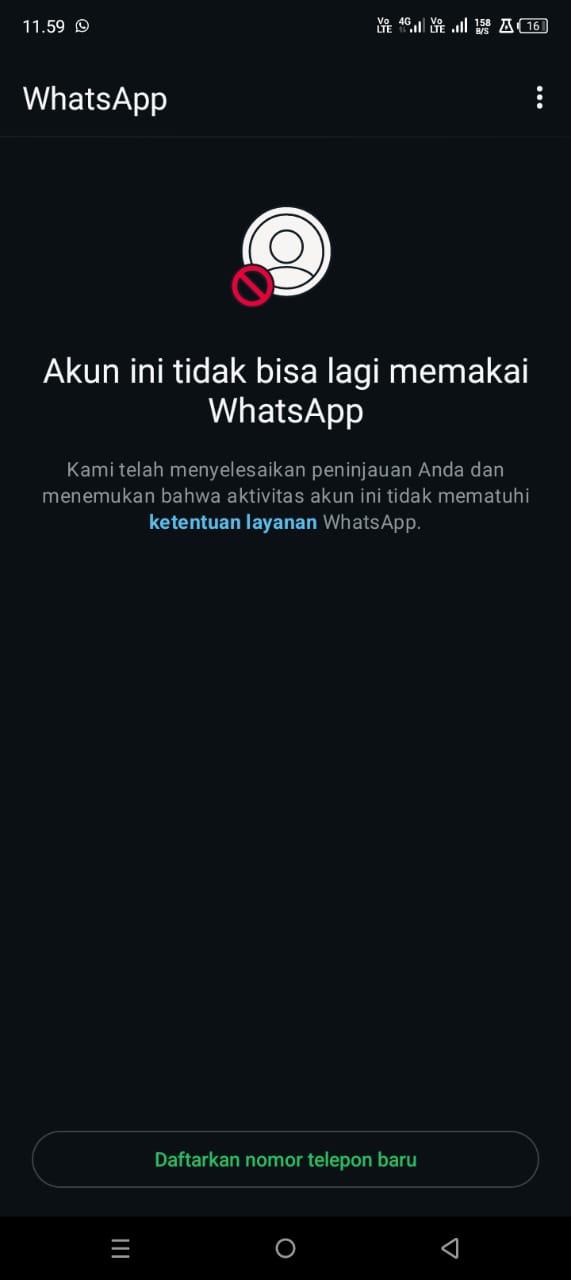 11.59
Vo LTE 4G Vo LTE 158 B/S 16
WhatsApp
Akun ini tidak bisa lagi memakai
WhatsApp
Kami telah menyelesaikan peninjauan Anda dan
menemukan bahwa aktivitas akun ini tidak mematuhi
ketentuan layanan WhatsApp.
Daftarkan nomor telepon baru